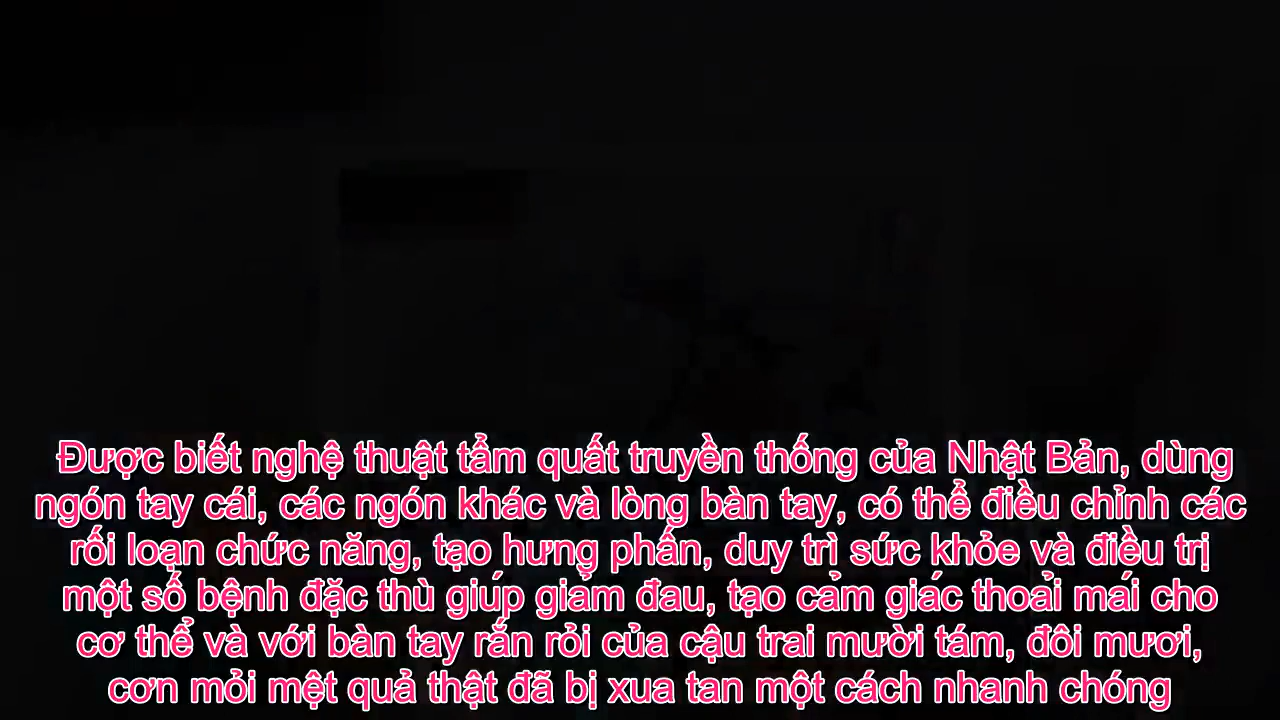 Được biết nghệ thuật tẩm quất truyền thống của Nhật Bản, dùng
ngón tay cái, các ngón khác và lòng bàn tay, có thể điều chỉnh các
rối loạn chức năng, tạo hưng phấn, duy trì sức khỏe và điều trị
một số bệnh đặc thù giúp giảm đau, tạo cảm giác thoải mái cho
cơ thể và với bàn tay rắn rỏi của cậu trai mười tám, đôi mươi,
cơn mỏi mệt quả thật đã bị xua tan một cách nhanh chóng